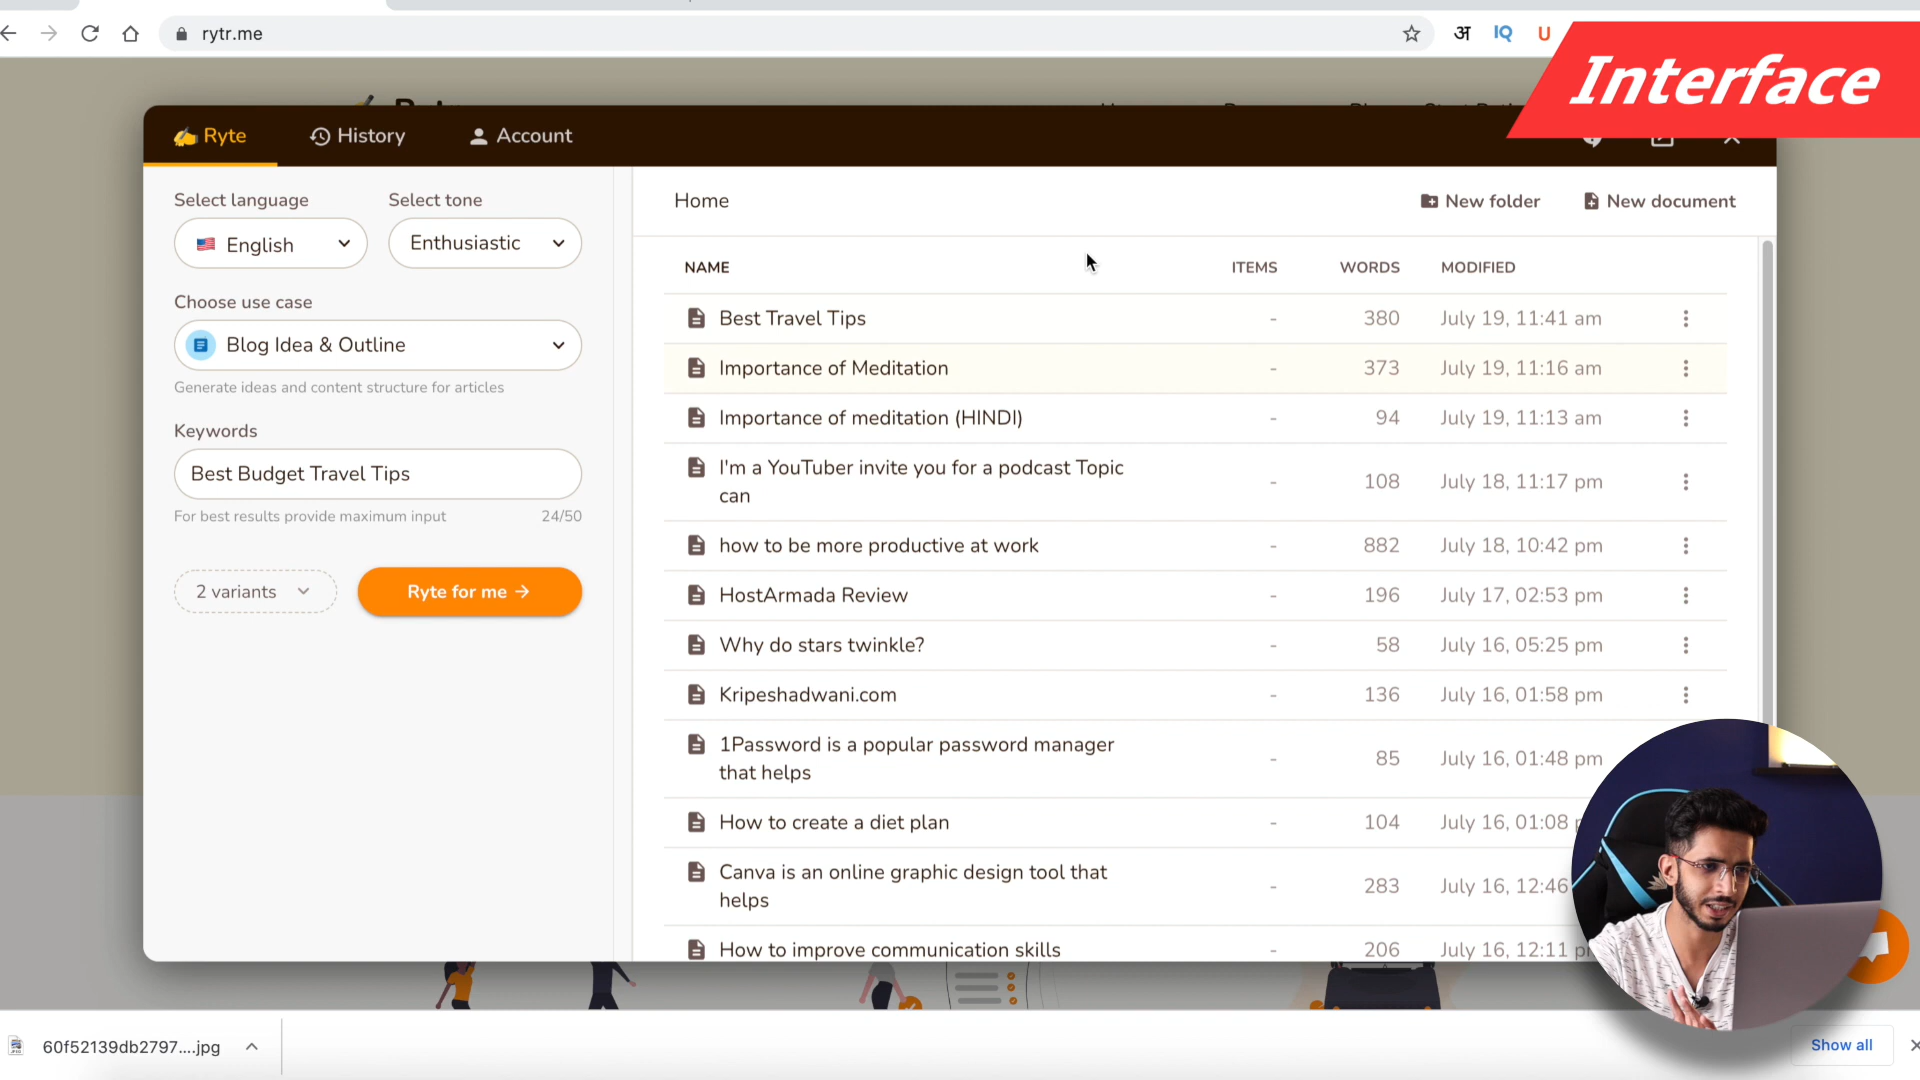 rytr.me
अ
IQ
U
Interface
Ryte
History
Account
Select language
Select tone
English
Enthusiastic
Choose use case
Blog Idea & Outline
Generate ideas and content structure for articles
Keywords
Best Budget Travel Tips
For best results provide maximum input 24/50
2 variants
Ryte for me →
Home
New folder
New document
NAME ITEMS WORDS MODIFIED
Best Travel Tips - 380 July 19, 11:41 am
Importance of Meditation - 373 July 19, 11:16 am
Importance of meditation (HINDI) - 94 July 19, 11:13 am
I'm a YouTuber invite you for a podcast Topic
can - 108 July 18, 11:17 pm
how to be more productive at work - 882 July 18, 10:42 pm
HostArmada Review - 196 July 17, 02:53 pm
Why do stars twinkle? - 58 July 16, 05:25 pm
Kripeshadwani.com - 136 July 16, 01:58 pm
1Password is a popular password manager
that helps - 85 July 16, 01:48 pm
How to create a diet plan - 104 July 16, 01:08
Canva is an online graphic design tool that
helps - 283 July 16, 12:46
How to improve communication skills - 206 July 16, 12:11
60f52139db2797....jpg
Show all